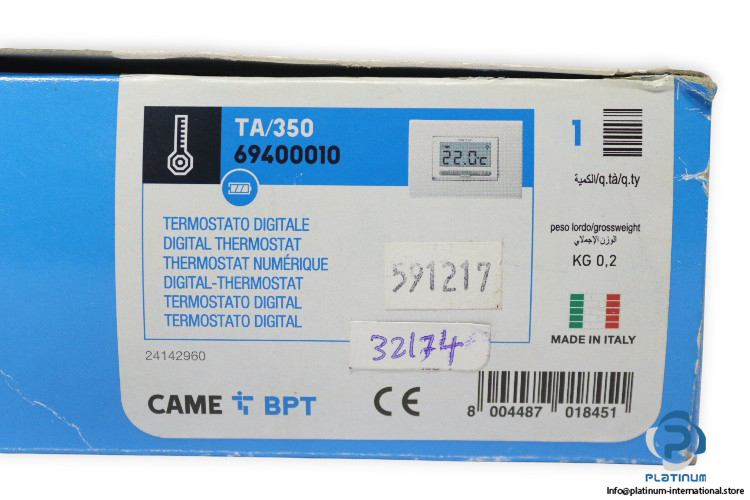 TA/350
69400010
22.0c
1
الكمية/q.tà/q.ty
TERMOSTATO DIGITALE
DIGITAL THERMOSTAT
THERMOSTAT NUMÉRIQUE
DIGITAL-THERMOSTAT
TERMOSTATO DIGITAL
TERMOSTATO DIGITAL
591217
peso lordo/grossweight
الوزن الإجمالي
KG 0,2
32174
MADE IN ITALY
24142960
CAME BPT
CE
8 004487 018451
PLATINUM
Info@platinum-international.store